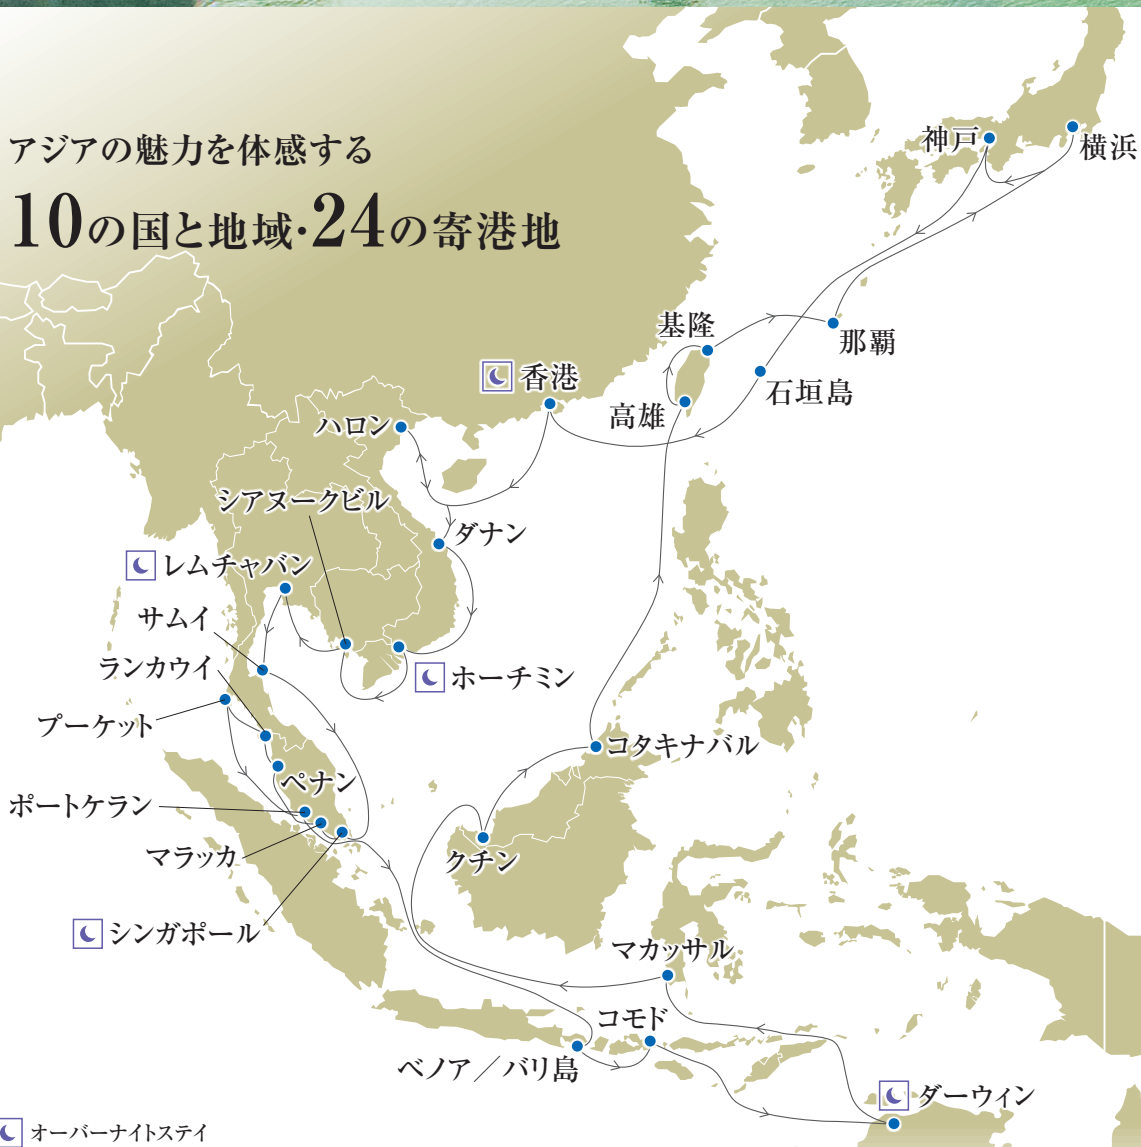 アジアの魅力を体感する
10の国と地域・24の寄港地
神戸
横浜
基隆
那覇
香港
石垣島
高雄
ハロン
シアヌークビル
ダナン
レムチャバン
サムイ
ランカウイ
ホーチミン
プーケット
コタキナバル
ペナン
ポートケラン
マラッカ
クチン
シンガポール
マカッサル
コモド
ベノア／バリ島
ダーウィン
オーバーナイトステイ